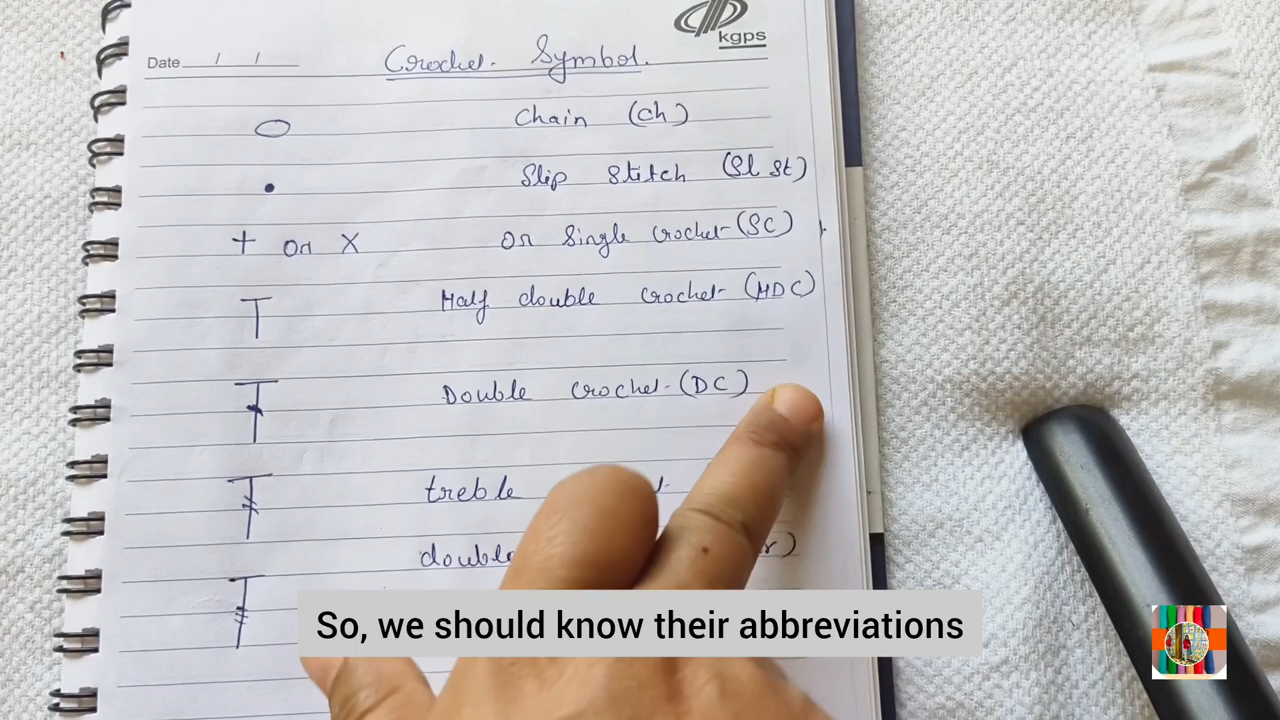 kgps
Date / /
Crochet Symbol.
Chain (Ch)
Slip Stitch (Sl St)
+ or X or Single Crochet (SC)
Half double Crochet (HDC)
Double Crochet (DC)
treble
double
So, we should know their abbreviations